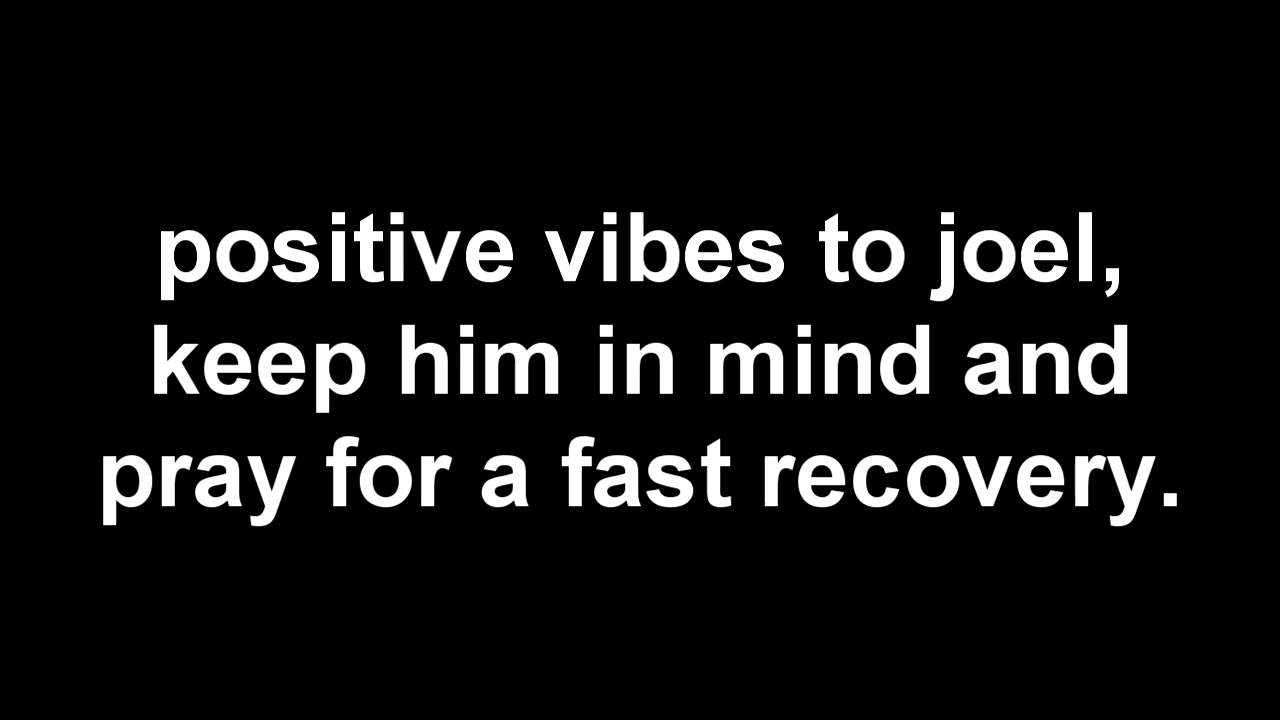 positive vibes to joel,
keep him in mind and
pray for a fast recovery.